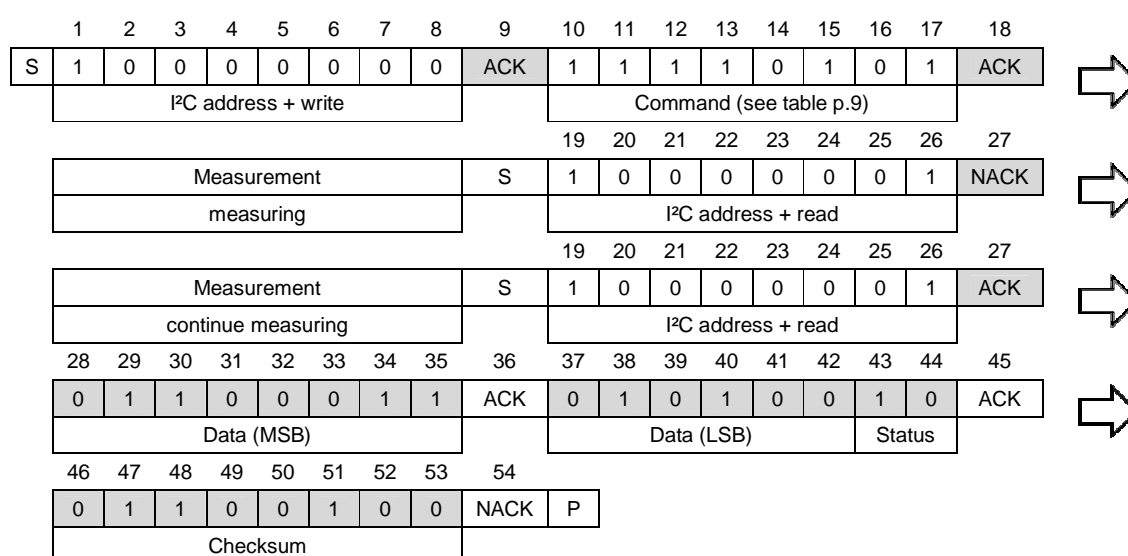 1 2 3 4 5 6 7 8 9 10 11 12 13 14 15 16 17 18
S 1 0 0 0 0 0 0 0 ACK 1 1 1 1 0 1 0 1 ACK
I²C address + write Command (see table p.9)
19 20 21 22 23 24 25 26 27
Measurement S 1 0 0 0 0 0 0 1 NACK
measuring I²C address + read
19 20 21 22 23 24 25 26 27
Measurement S 1 0 0 0 0 0 0 1 ACK
continue measuring I²C address + read
28 29 30 31 32 33 34 35 36 37 38 39 40 41 42 43 44 45
0 1 1 0 0 0 1 1 ACK 0 1 0 1 0 0 1 0 ACK
Data (MSB) Data (LSB) Status
46 47 48 49 50 51 52 53 54
0 1 1 0 0 1 0 0 NACK P
Checksum